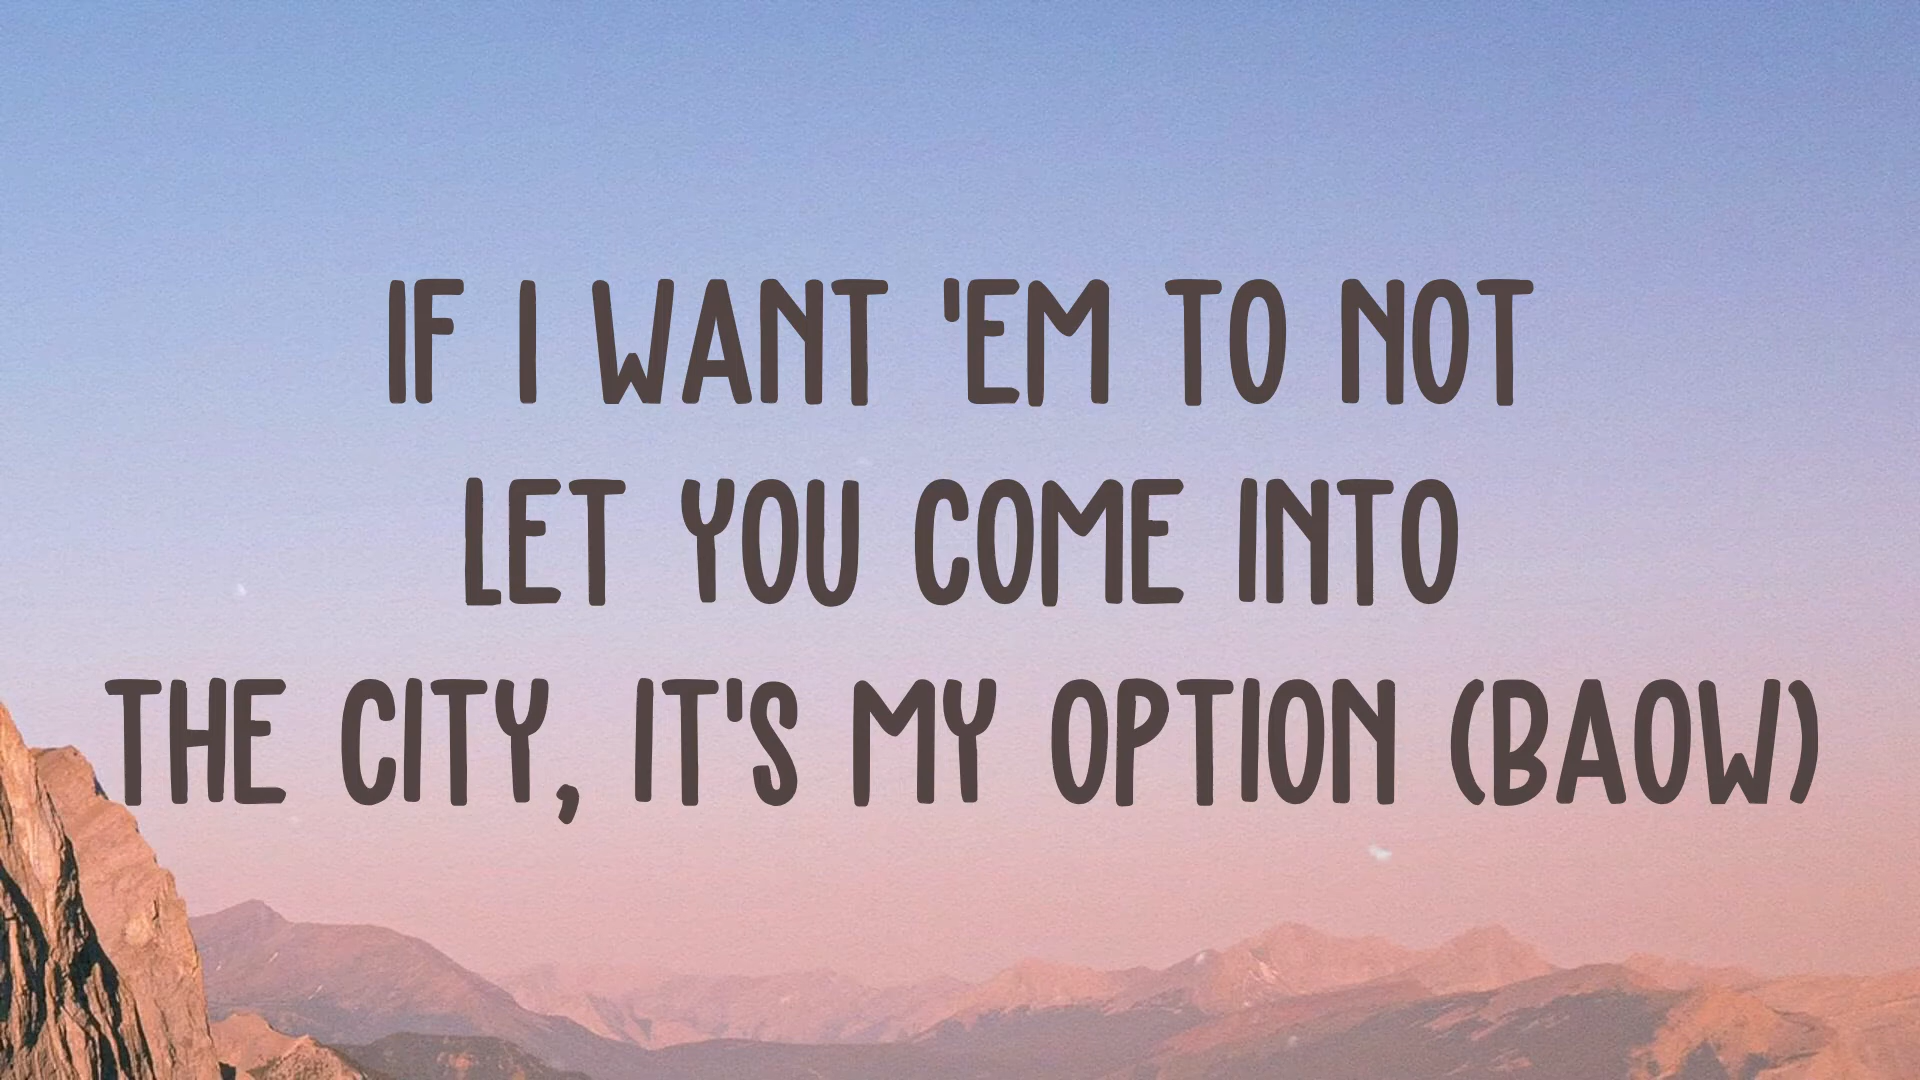 IF I WANT 'EM TO NOT
LET YOU COME INTO
THE CITY, IT'S MY OPTION (BAOW)